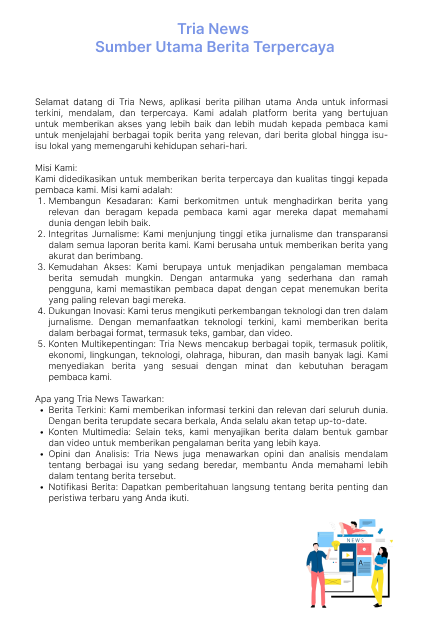 Tria News
Sumber Utama Berita Terpercaya
Selamat datang di Tria News, aplikasi berita pilihan utama Anda untuk informasi
terkini, mendalam, dan terpercaya. Kami adalah platform berita yang bertujuan
untuk memberikan akses yang lebih baik dan lebih mudah kepada pembaca kami
untuk menjelajahi berbagai topik berita yang relevan, dari berita global hingga isu-
isu lokal yang memengaruhi kehidupan sehari-hari.
Misi Kami:
Kami didedikasikan untuk memberikan berita terpercaya dan kualitas tinggi kepada
pembaca kami. Misi kami adalah:
1. Membangun Kesadaran: Kami berkomitmen untuk menghadirkan berita yang
relevan dan beragam kepada pembaca kami agar mereka dapat memahami
dunia dengan lebih baik.
2. Integritas Jurnalisme: Kami menjunjung tinggi etika jurnalisme dan transparansi
dalam semua laporan berita kami. Kami berusaha untuk memberikan berita yang
akurat dan berimbang.
3. Kemudahan Akses: Kami berupaya untuk menjadikan pengalaman membaca
berita semudah mungkin. Dengan antarmuka yang sederhana dan ramah
pengguna, kami memastikan pembaca dapat dengan cepat menemukan berita
yang paling relevan bagi mereka.
4. Dukungan Inovasi: Kami terus mengikuti perkembangan teknologi dan tren dalam
jurnalisme. Dengan memanfaatkan teknologi terkini, kami memberikan berita
dalam berbagai format, termasuk teks, gambar, dan video.
5. Konten Multikepentingan: Tria News mencakup berbagai topik, termasuk politik,
ekonomi, lingkungan, teknologi, olahraga, hiburan, dan masih banyak lagi. Kami
menyediakan berita yang sesuai dengan minat dan kebutuhan beragam
pembaca kami.
Apa yang Tria News Tawarkan:
• Berita Terkini: Kami memberikan informasi terkini dan relevan dari seluruh dunia.
Dengan berita terupdate secara berkala, Anda selalu akan tetap up-to-date.
• Konten Multimedia: Selain teks, kami menyajikan berita dalam bentuk gambar
dan video untuk memberikan pengalaman berita yang lebih kaya.
• Opini dan Analisis: Tria News juga menawarkan opini dan analisis mendalam
tentang berbagai isu yang sedang beredar, membantu Anda memahami lebih
dalam tentang berita tersebut.
• Notifikasi Berita: Dapatkan pemberitahuan langsung tentang berita penting dan
peristiwa terbaru yang Anda ikuti.
NEWS